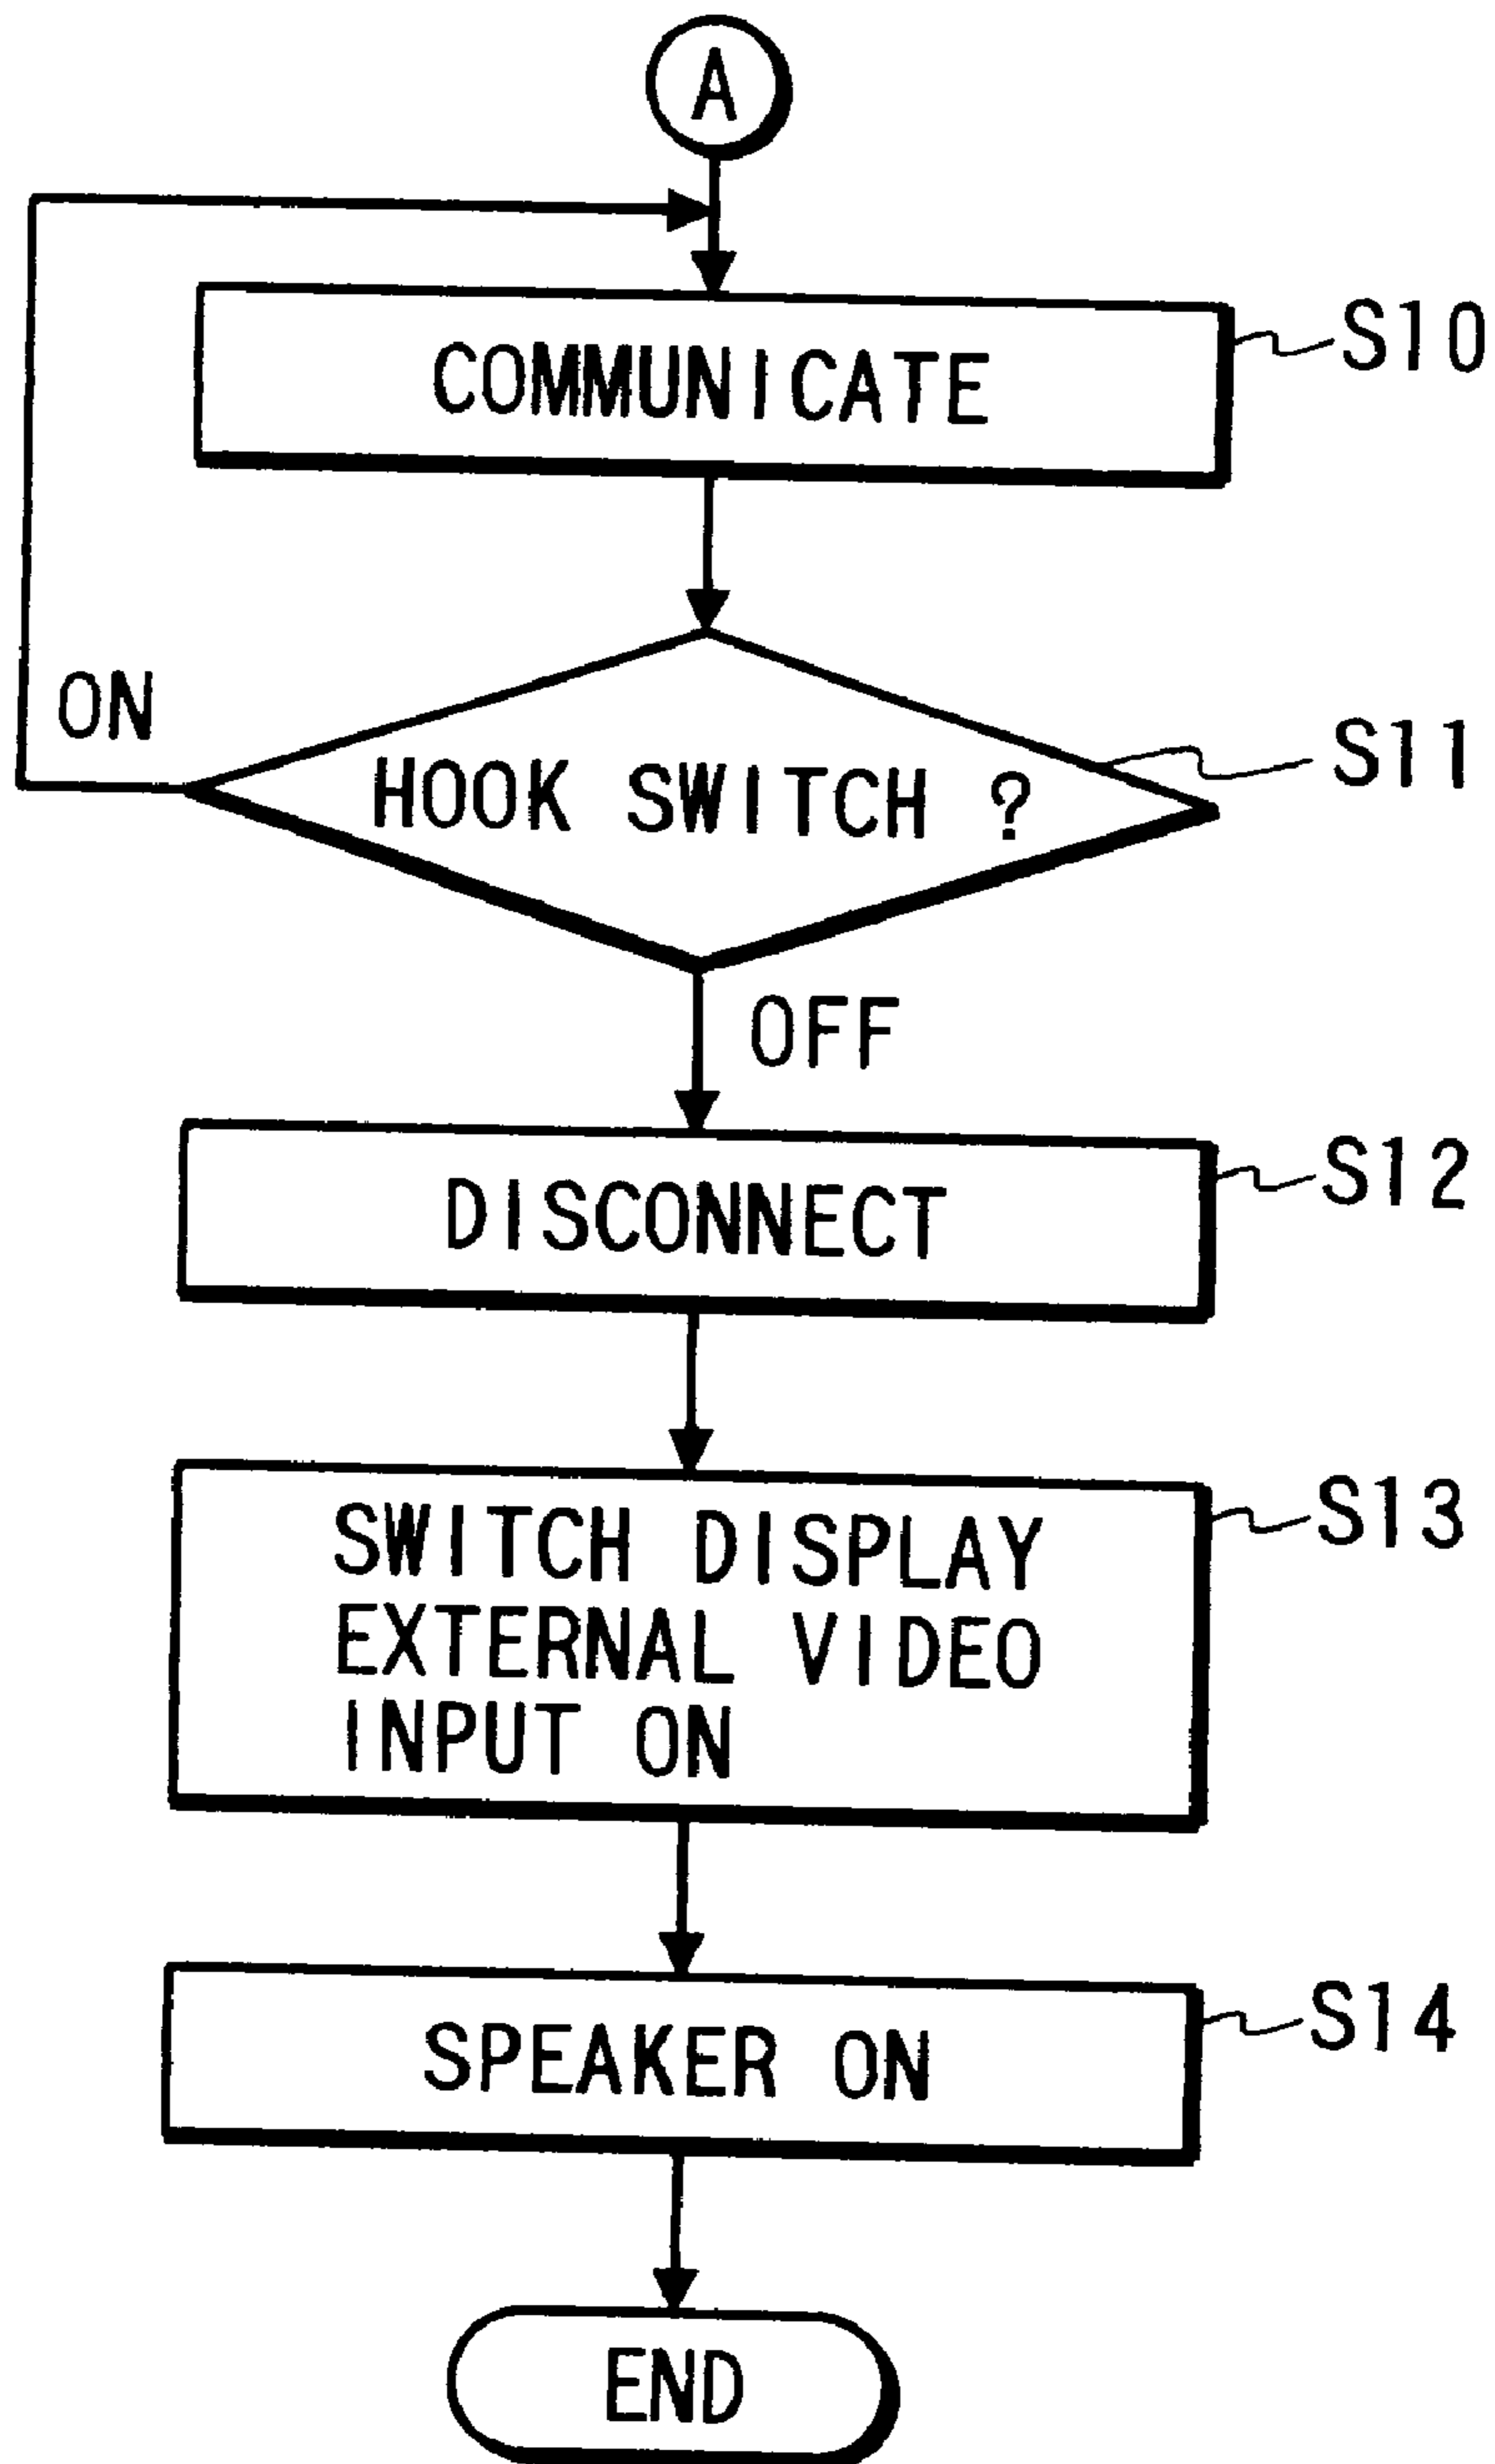 A
COMMUNICATE
S10
ON
HOOK SWITCH ?
S11
OFF
DISCONNECT
S12
SWITCH DISPLAY
EXTERNAL VIDEO
INPUT ON
S13
SPEAKER ON
S14
END